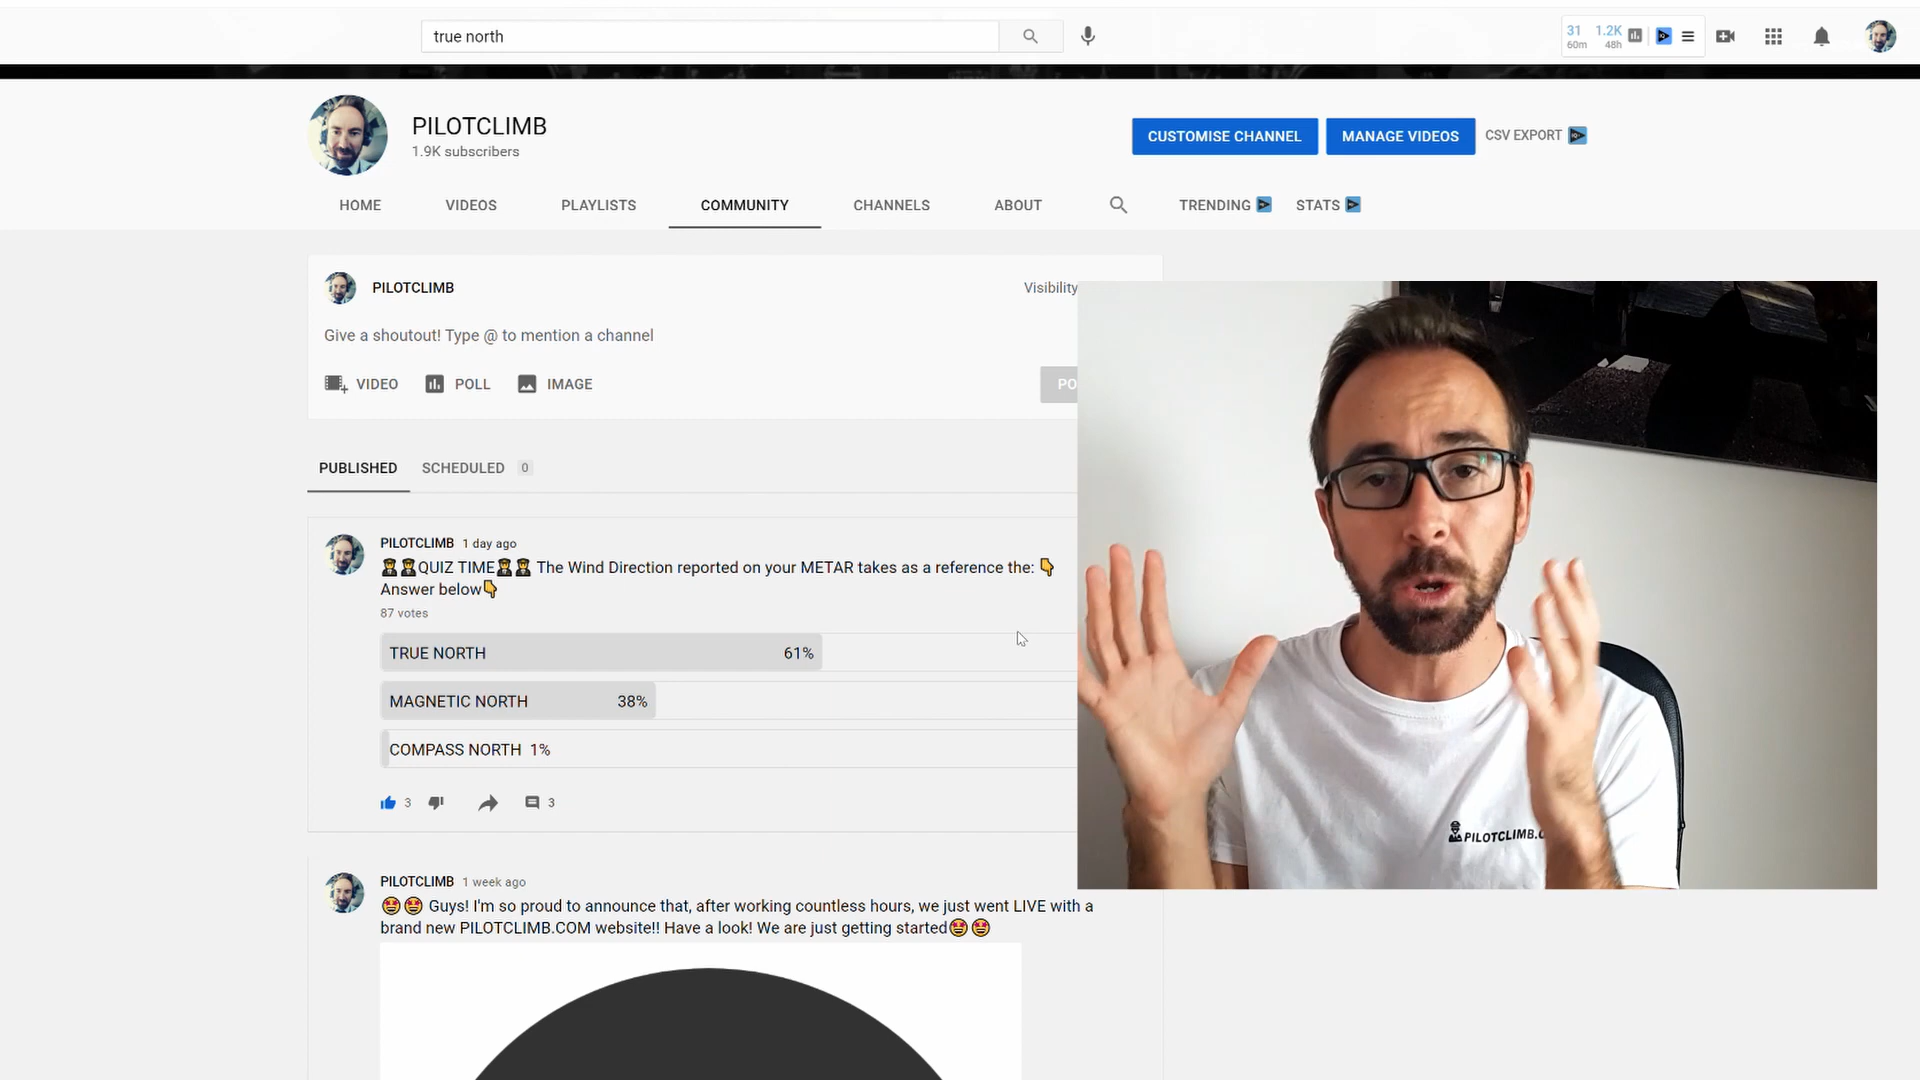 true north
31 1.2K
60m 48h
PILOTCLIMB
1.9K subscribers
CUSTOMISE CHANNEL MANAGE VIDEOS CSV EXPORT
HOME VIDEOS PLAYLISTS COMMUNITY CHANNELS ABOUT TRENDING STATS
PILOTCLIMB Visibility
Give a shoutout! Type @ to mention a channel
VIDEO POLL IMAGE PO
PUBLISHED SCHEDULED 0
PILOTCLIMB 1 day ago
QUIZ TIME The Wind Direction reported on your METAR takes as a reference the:
Answer below
87 votes
TRUE NORTH 61%
MAGNETIC NORTH 38%
COMPASS NORTH 1%
3 3
PILOTCLIMB.C
PILOTCLIMB 1 week ago
Guys! I'm so proud to announce that, after working countless hours, we just went LIVE with a
brand new PILOTCLIMB.COM website!! Have a look! We are just getting started